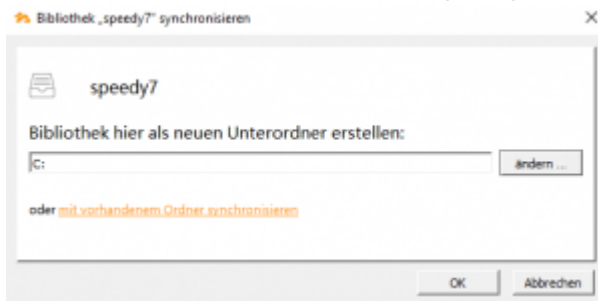 Bibliothek „speedy7" synchronisieren
speedy7
Bibliothek hier als neuen Unterordner erstellen:
C:
ändern ...
oder mit vorhandenem Ordner synchronisieren
OK
Abbrechen